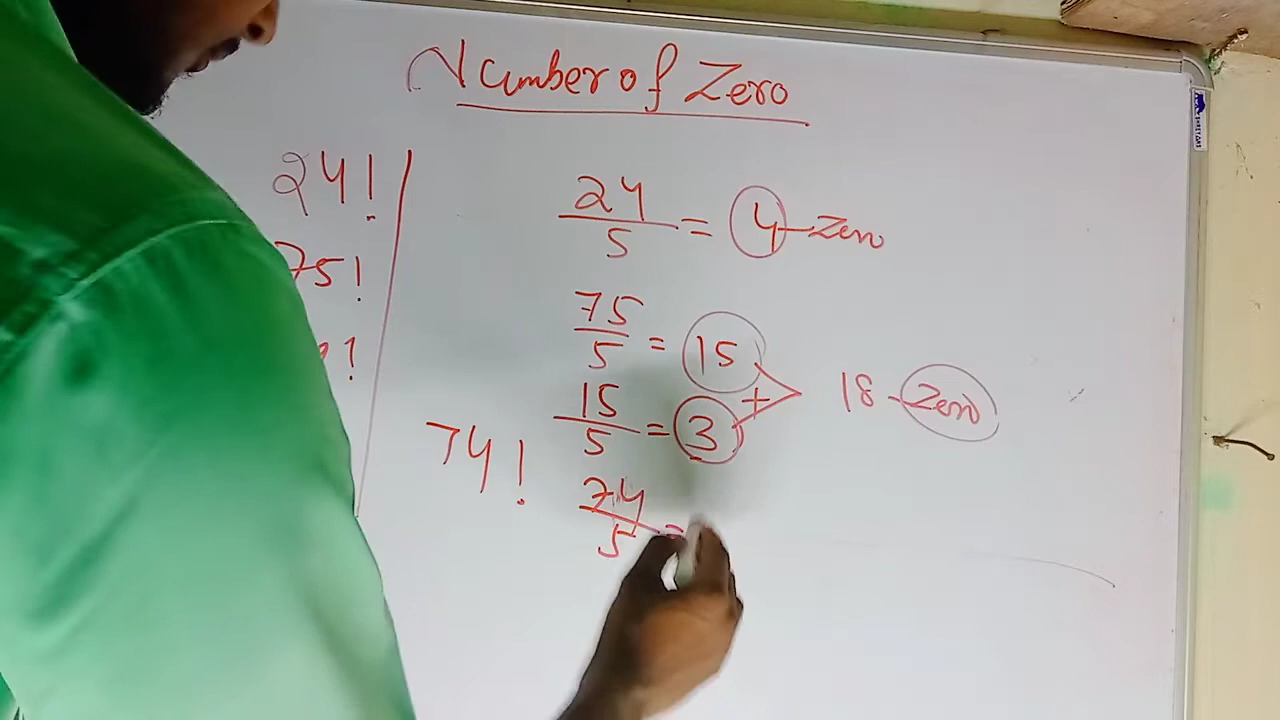 Number of Zero
24!
75!
24/5 = 4 - Zero
75/5 = 15
15/5 = 3
+
18 - Zero
74!
74/5 =